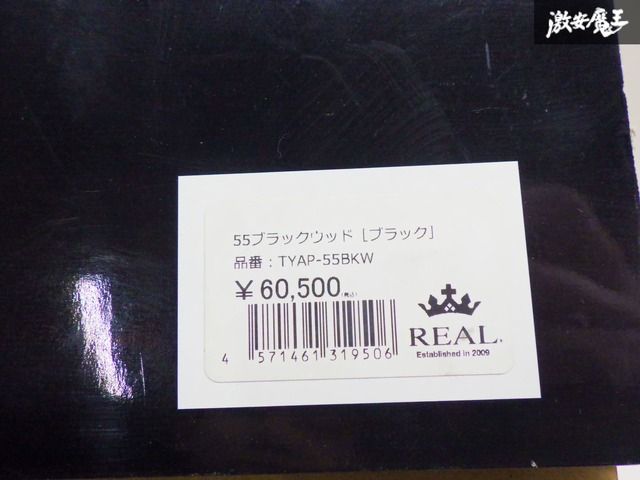 激安魔王
55ブラックウッド [ブラック]
品番：TYAP-55BKW
￥60,500(税込)
REAL.
Established in 2009
4 571461 319506